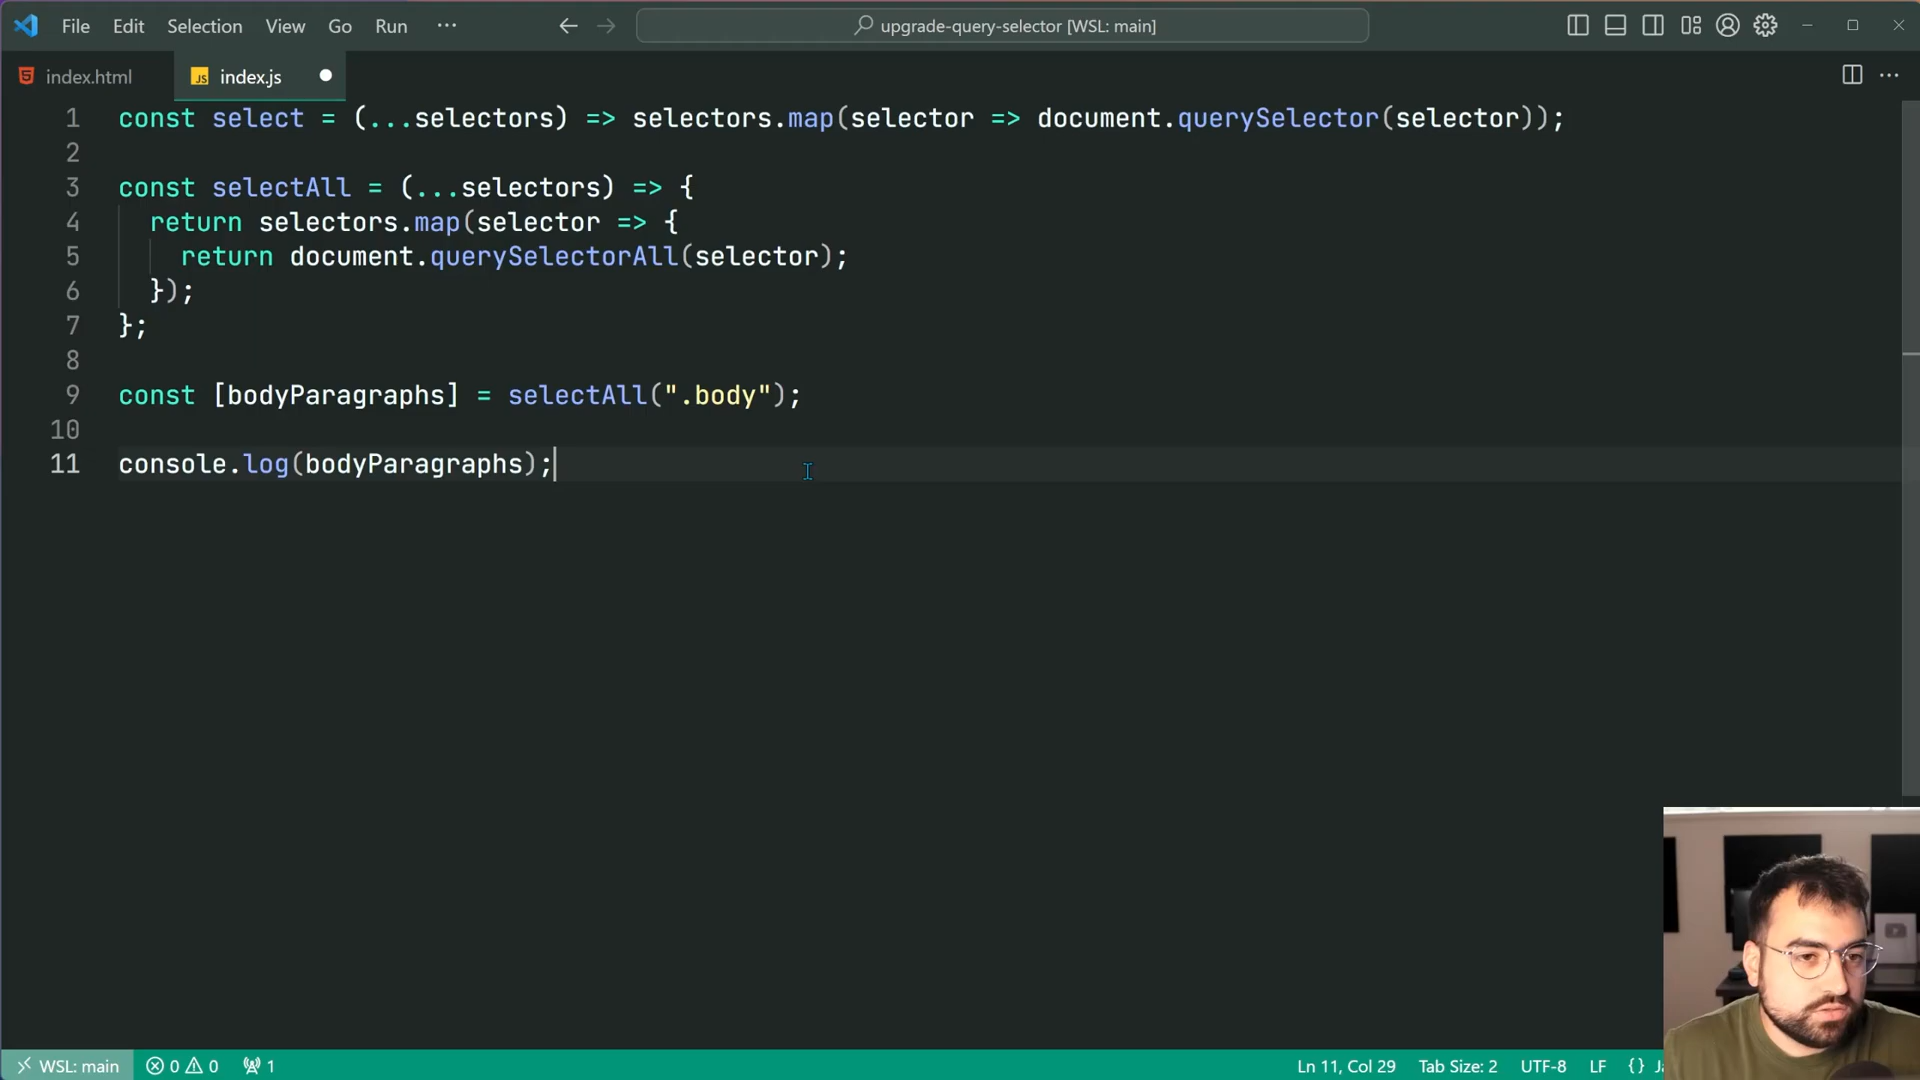 File Edit Selection View Go Run ··· upgrade-query-selector [WSL: main]
index.html JS index.js
1 const select = (...selectors) => selectors.map(selector => document.querySelector(selector));
2
3 const selectAll = (...selectors) => {
4 return selectors.map(selector => {
5 return document.querySelectorAll(selector);
6 });
7 };
8
9 const [bodyParagraphs] = selectAll(".body");
10
11 console.log(bodyParagraphs);
WSL: main 0 0 1 Ln 11, Col 29 Tab Size: 2 UTF-8 LF {}